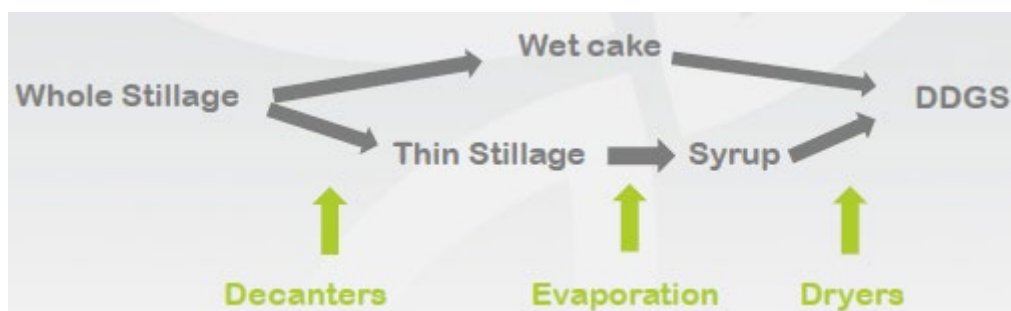 Wet cake
Whole Stillage
DDGS
Thin Stillage
Syrup
Decanters
Evaporation
Dryers